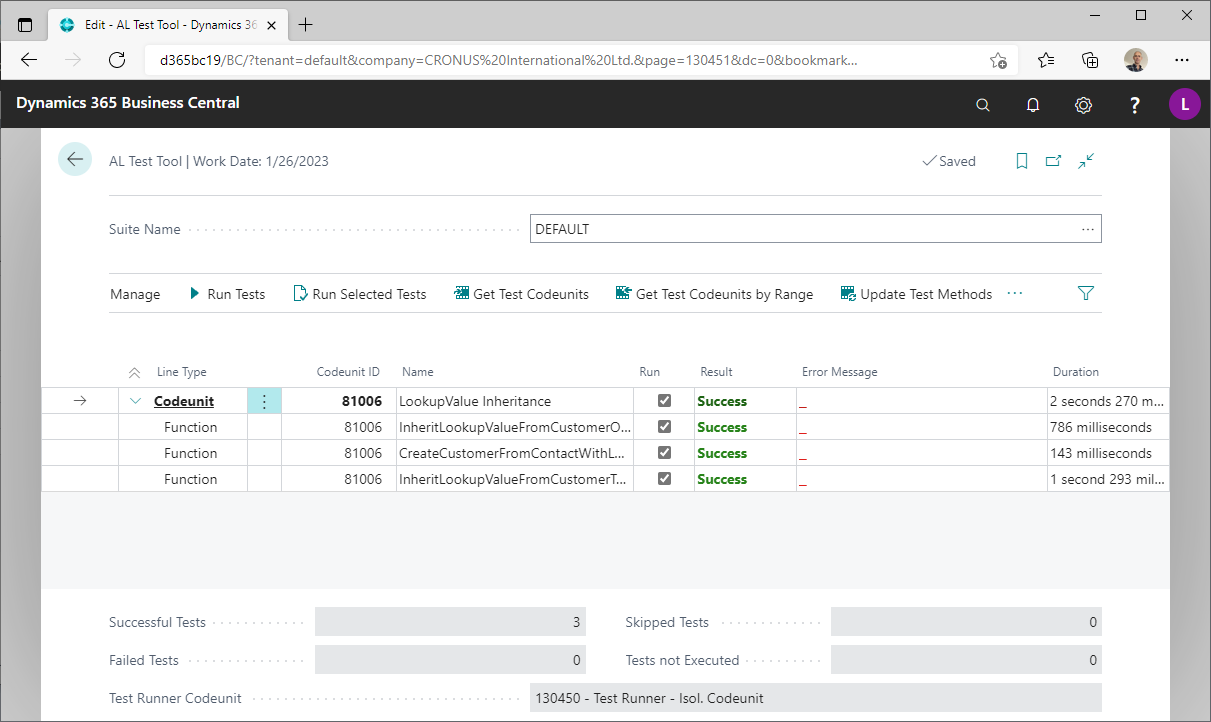 Edit - AL Test Tool - Dynamics 36
d365bc19/BC/?tenant=default&company=CRONUS%20International%20Ltd.&page=130451&dc=0&bookmark...
Dynamics 365 Business Central
? L
AL Test Tool | Work Date: 1/26/2023 Saved
Suite Name DEFAULT ...
Manage Run Tests Run Selected Tests Get Test Codeunits Get Test Codeunits by Range Update Test Methods ...
Line Type Codeunit ID Name Run Result Error Message Duration
Codeunit 81006 LookupValue Inheritance Success _ 2 seconds 270 m...
Function 81006 InheritLookupValueFromCustomerO... Success _ 786 milliseconds
Function 81006 CreateCustomerFromContactWithL... Success _ 143 milliseconds
Function 81006 InheritLookupValueFromCustomerT... Success _ 1 second 293 mil...
Successful Tests 3 Skipped Tests 0
Failed Tests 0 Tests not Executed 0
Test Runner Codeunit 130450 - Test Runner - Isol. Codeunit